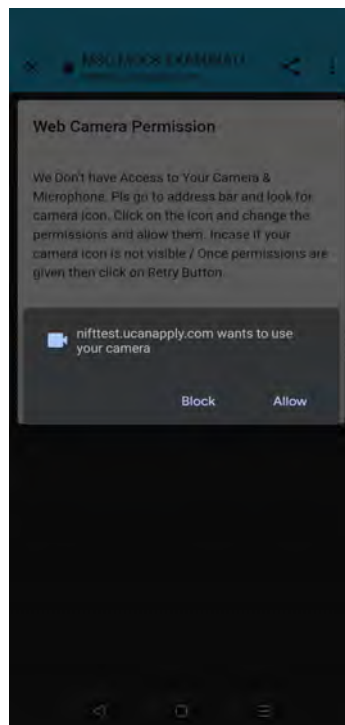 Web Camera Permission
We Don't have Access to Your Camera &
Microphone. Pls go to address bar and look for
camera icon. Click on the icon and change the
permissions and allow them. Incase if your
camera icon is not visible / Once permissions are
given then click on Retry Button.
nifttest.ucanapply.com wants to use
your camera
Block Allow